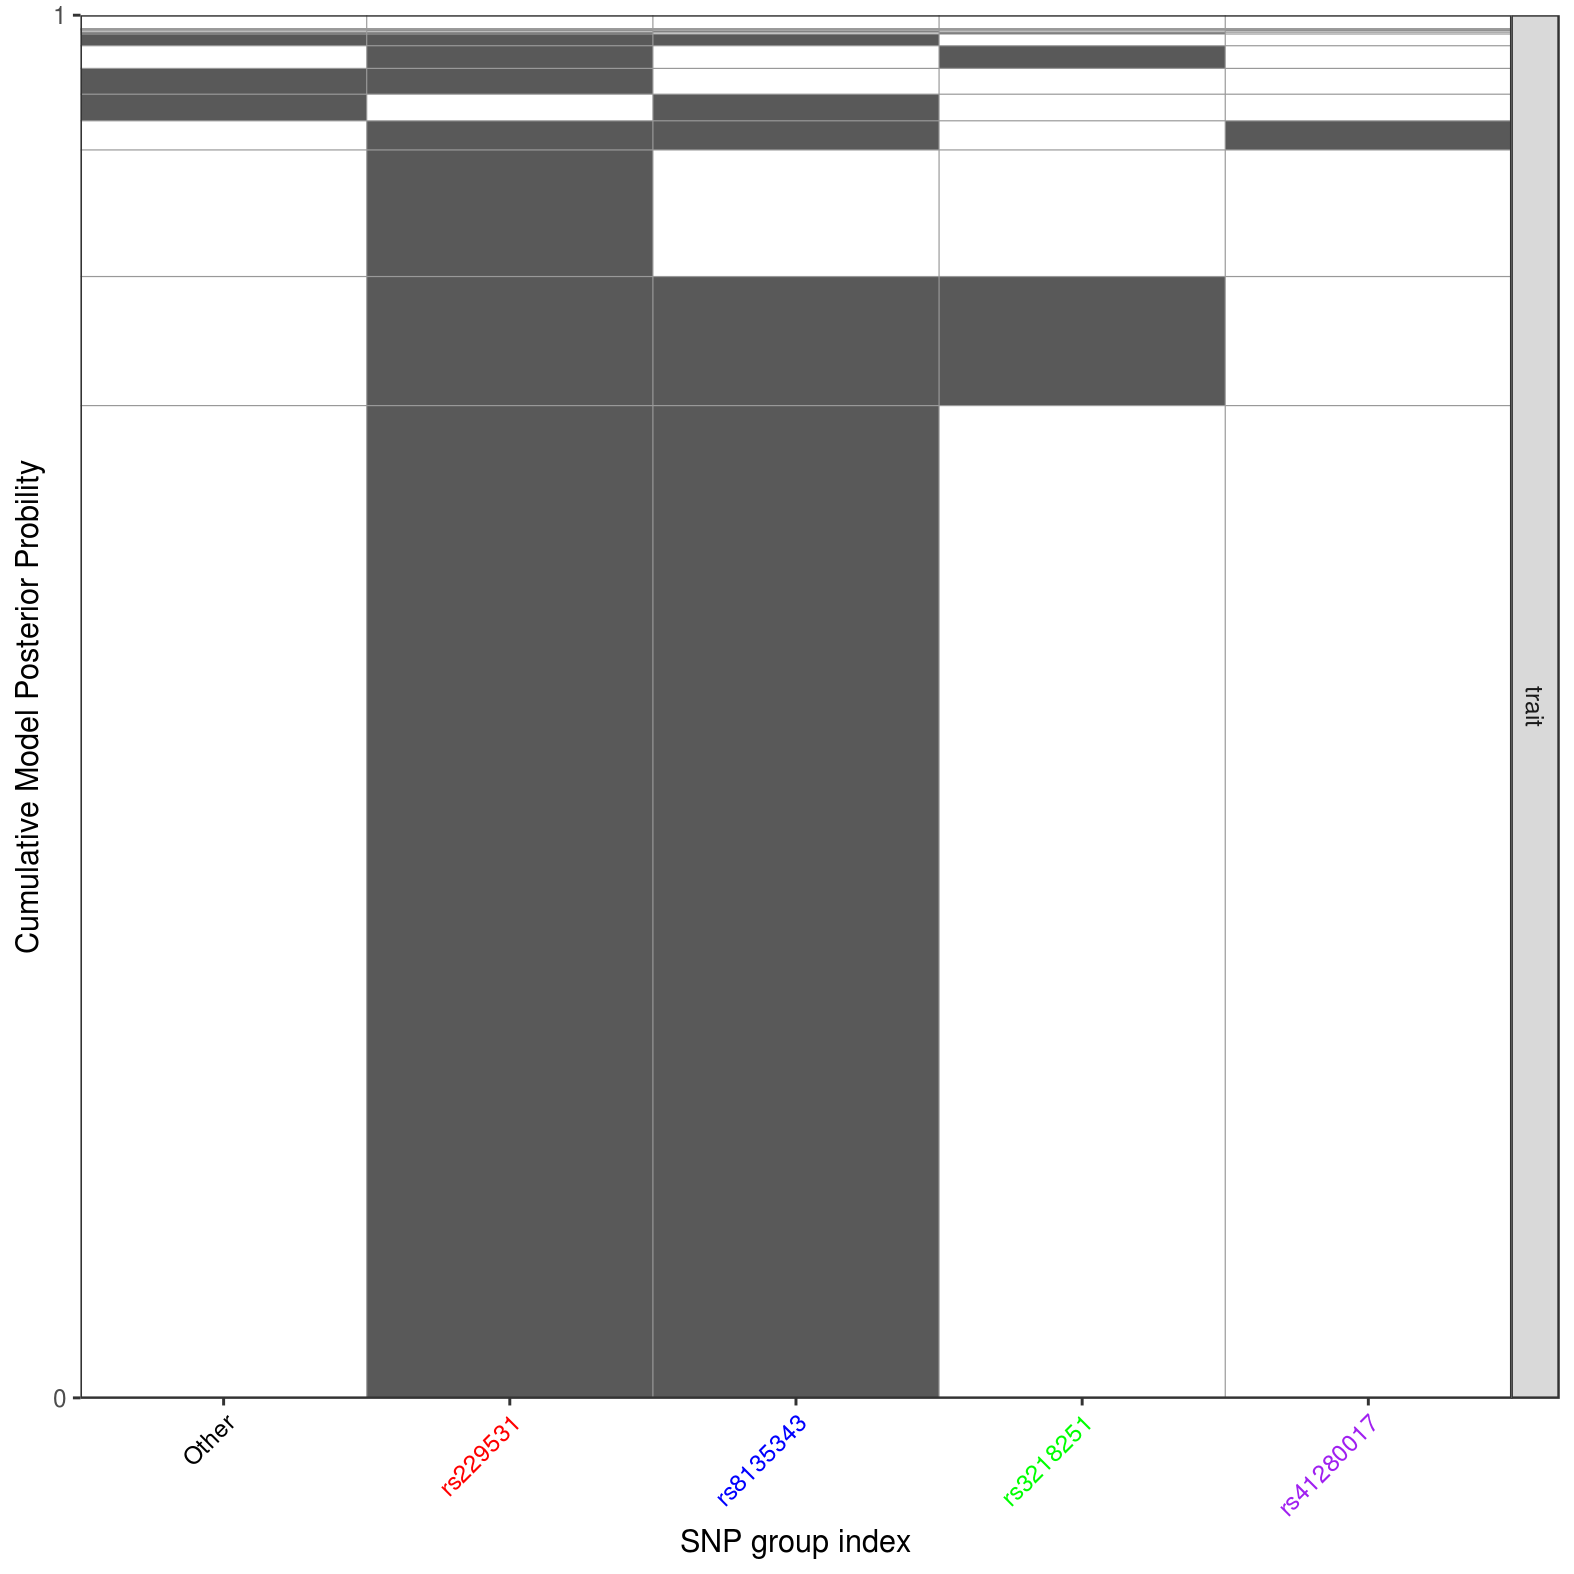 1
Cumulative Model Posterior Probility
trait
0
Other
rs229531
rs8135343
rs3218251
rs41280017
SNP group index